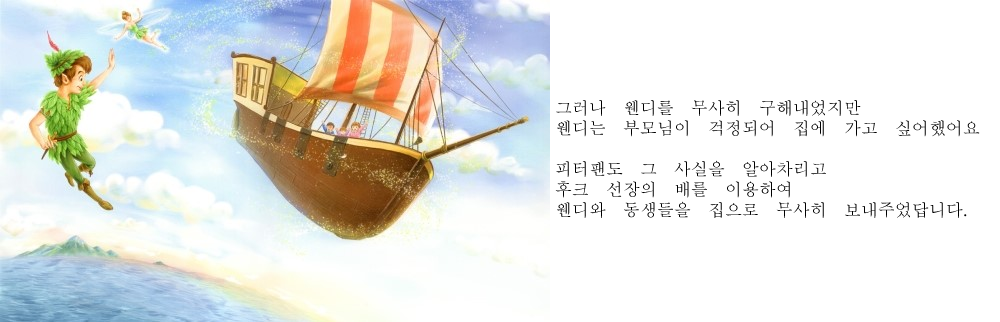 그러나 웬디를 무사히 구해내었지만
웬디는 부모님이 걱정되어 집에 가고 싶어했어요
피터팬도 그 사실을 알아차리고
후크 선장의 배를 이용하여
웬디와 동생들을 집으로 무사히 보내주었답니다.